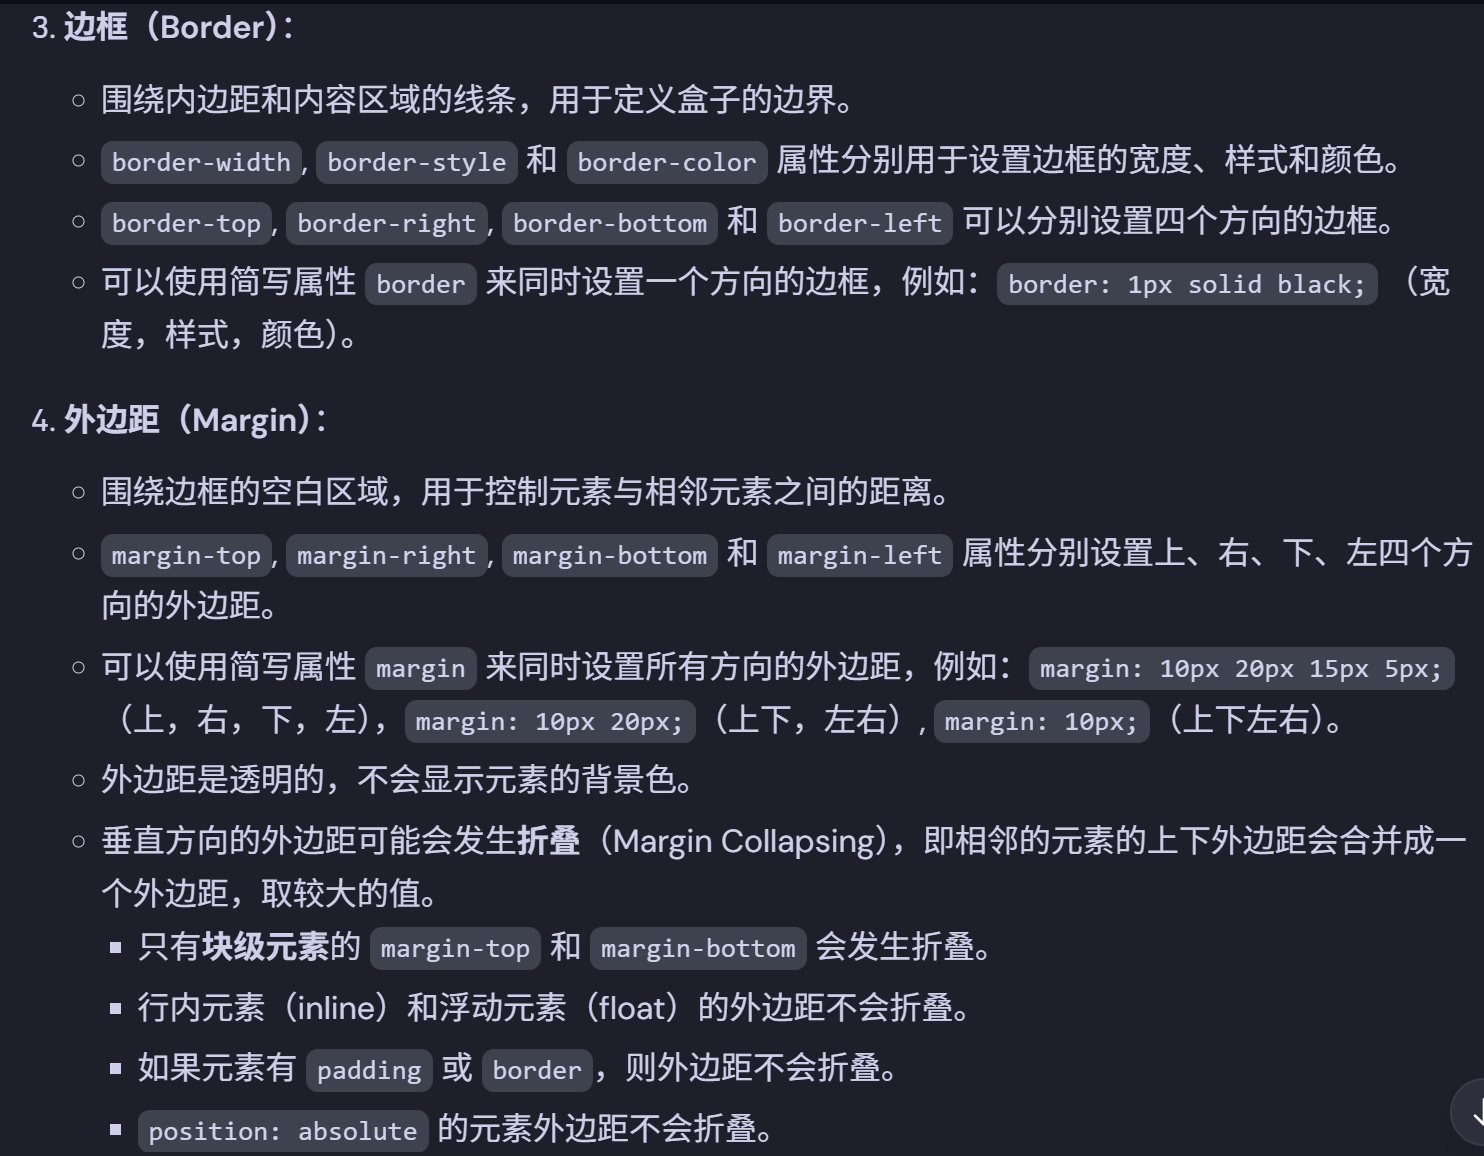 3. 边框（Border）：
围绕内边距和内容区域的线条，用于定义盒子的边界。
border-width, border-style 和 border-color 属性分别用于设置边框的宽度、样式和颜色。
border-top, border-right, border-bottom 和 border-left 可以分别设置四个方向的边框。
可以使用简写属性 border 来同时设置一个方向的边框，例如：border: 1px solid black; （宽
度，样式，颜色）。
4. 外边距（Margin）：
围绕边框的空白区域，用于控制元素与相邻元素之间的距离。
margin-top, margin-right, margin-bottom 和 margin-left 属性分别设置上、右、下、左四个方
向的外边距。
可以使用简写属性 margin 来同时设置所有方向的外边距，例如：margin: 10px 20px 15px 5px;
（上，右，下，左），margin: 10px 20px; （上下，左右）, margin: 10px; （上下左右）。
外边距是透明的，不会显示元素的背景色。
垂直方向的外边距可能会发生折叠（Margin Collapsing），即相邻的元素的上下外边距会合并成一
个外边距，取较大的值。
只有块级元素的 margin-top 和 margin-bottom 会发生折叠。
行内元素（inline）和浮动元素（float）的外边距不会折叠。
如果元素有 padding 或 border，则外边距不会折叠。
position: absolute 的元素外边距不会折叠。